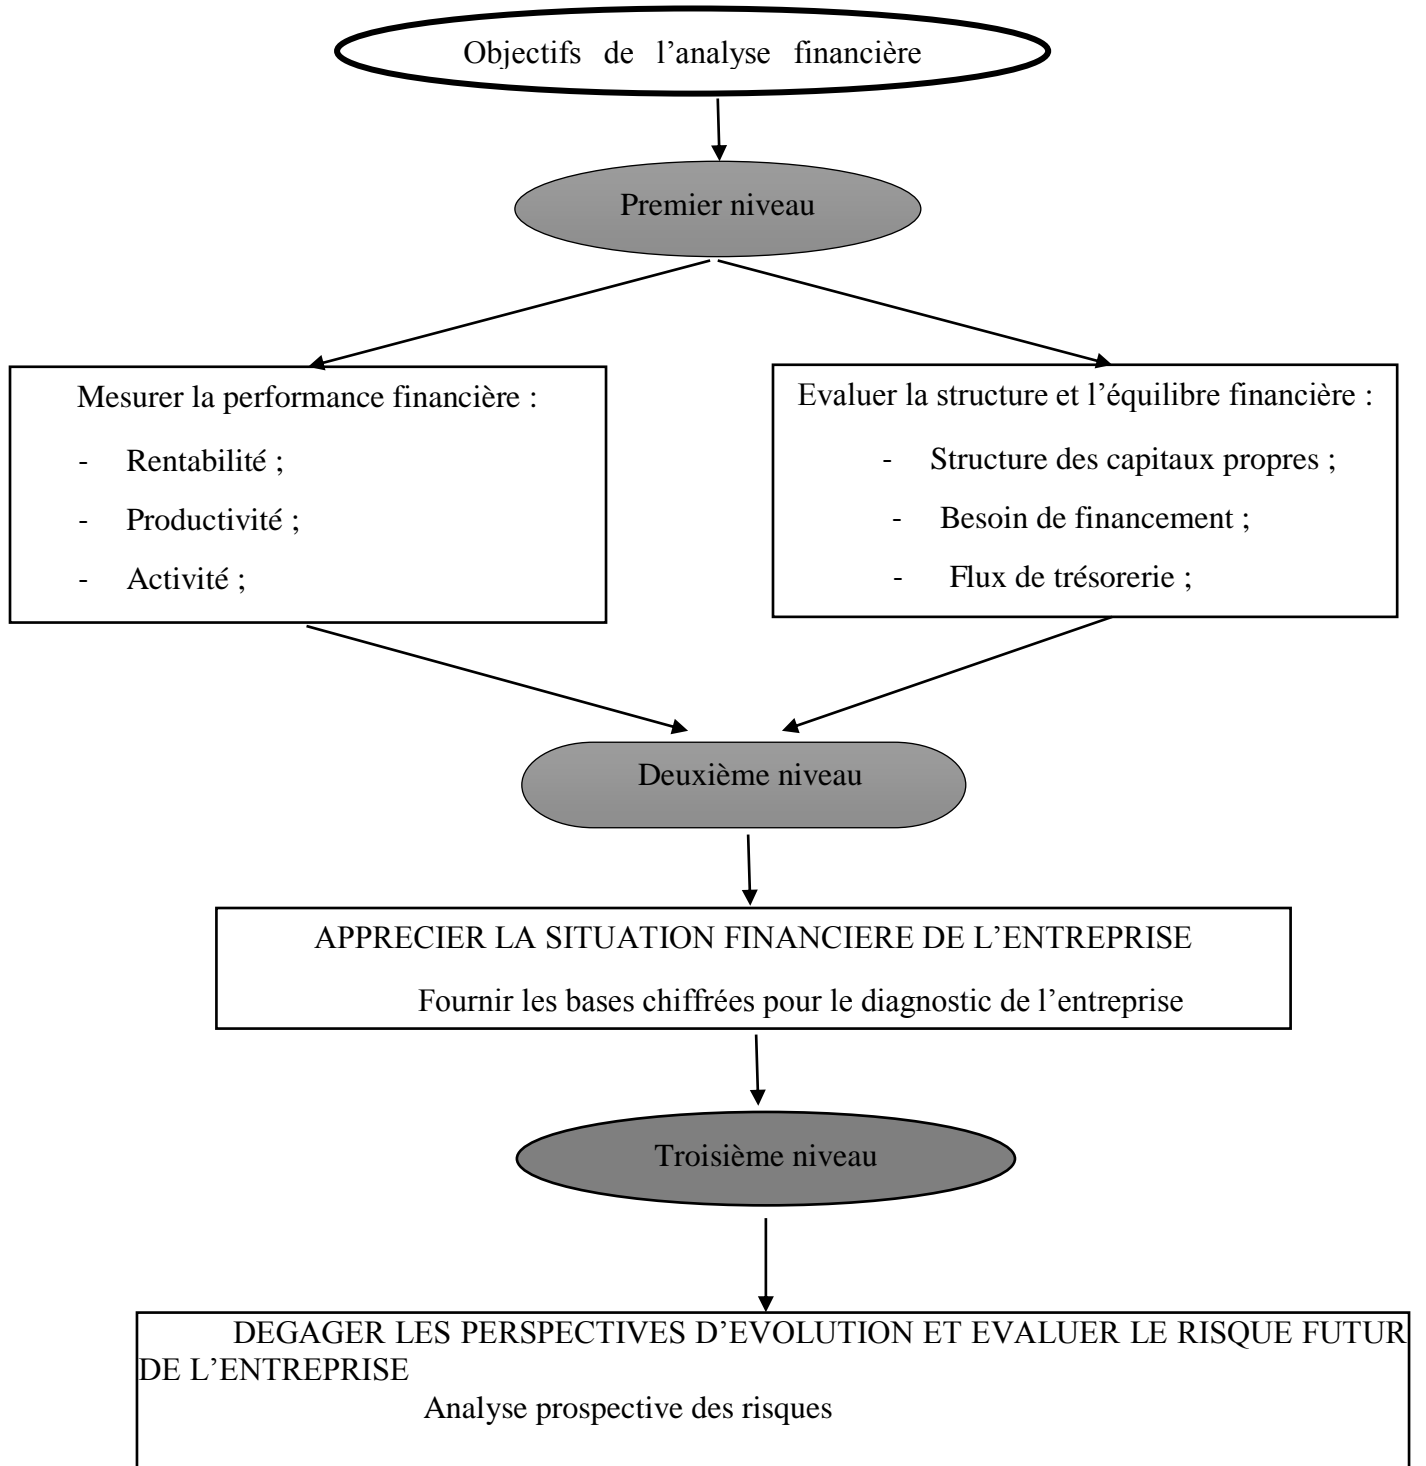 Objectifs de l’analyse financière
Premier niveau
Mesurer la performance financière :
- Rentabilité ;
- Productivité ;
- Activité ;
Evaluer la structure et l’équilibre financière :
- Structure des capitaux propres ;
- Besoin de financement ;
- Flux de trésorerie ;
Deuxième niveau
APPRECIER LA SITUATION FINANCIERE DE L’ENTREPRISE
Fournir les bases chiffrées pour le diagnostic de l’entreprise
Troisième niveau
DEGAGER LES PERSPECTIVES D’EVOLUTION ET EVALUER LE RISQUE FUTUR
DE L’ENTREPRISE
Analyse prospective des risques